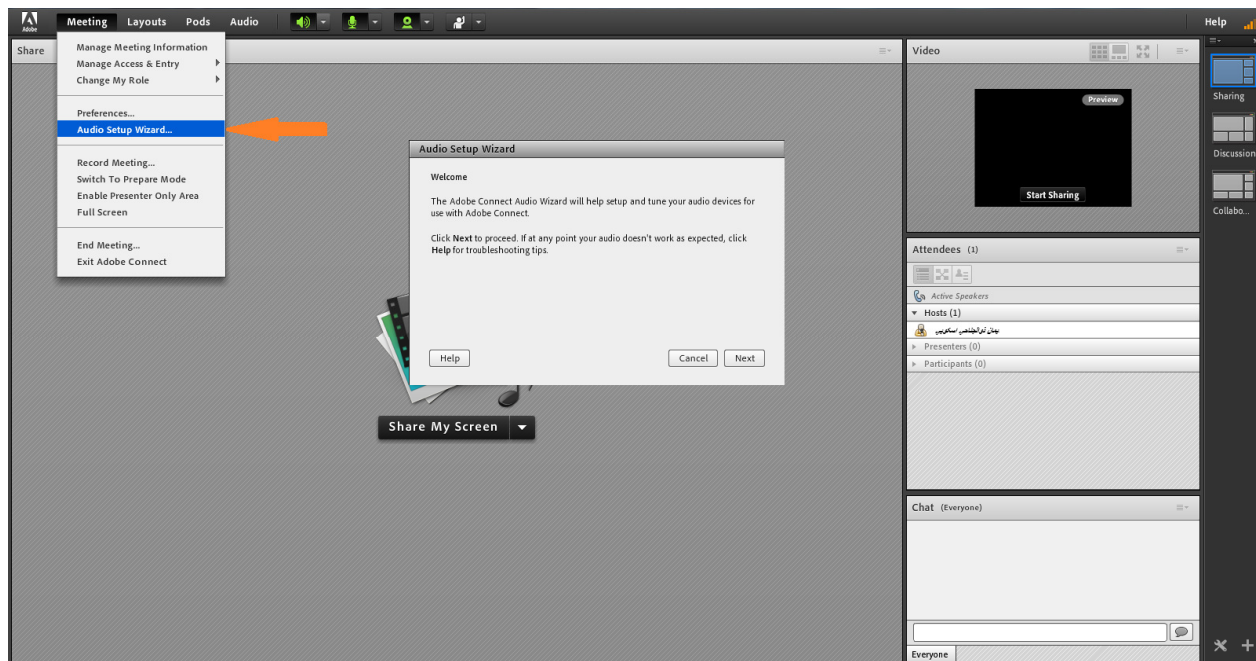 Adobe
Meeting Layouts Pods Audio Help
Share
Manage Meeting Information
Manage Access & Entry
Change My Role
Preferences...
Audio Setup Wizard...
Record Meeting...
Switch To Prepare Mode
Enable Presenter Only Area
Full Screen
End Meeting...
Exit Adobe Connect
Audio Setup Wizard
Welcome
The Adobe Connect Audio Wizard will help setup and tune your audio devices for
use with Adobe Connect.
Click Next to proceed. If at any point your audio doesn't work as expected, click
Help for troubleshooting tips.
Help Cancel Next
Share My Screen
Video
Preview
Start Sharing
Attendees (1)
Active Speakers
Hosts (1)
Presenters (0)
Participants (0)
Chat (Everyone)
Everyone
Sharing
Discussion
Collabo...